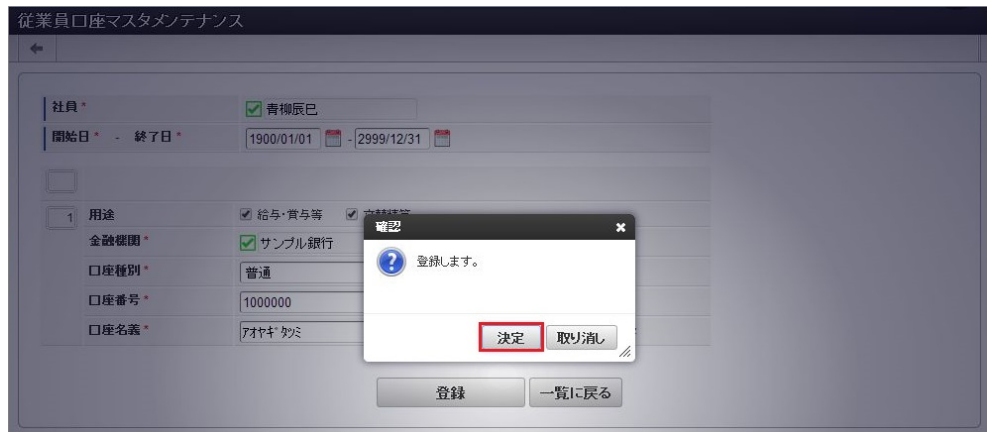 従業員口座マスタメンテナンス
社員* 青柳辰巳
開始日* - 終了日* 1900/01/01 - 2999/12/31
1 用途 給与・賞与等
確認
金融機関* サンプル銀行
登録します。
口座種別* 普通
口座番号* 1000000
口座名義* アオヤギ タツミ
決定 取り消し
登録 一覧に戻る